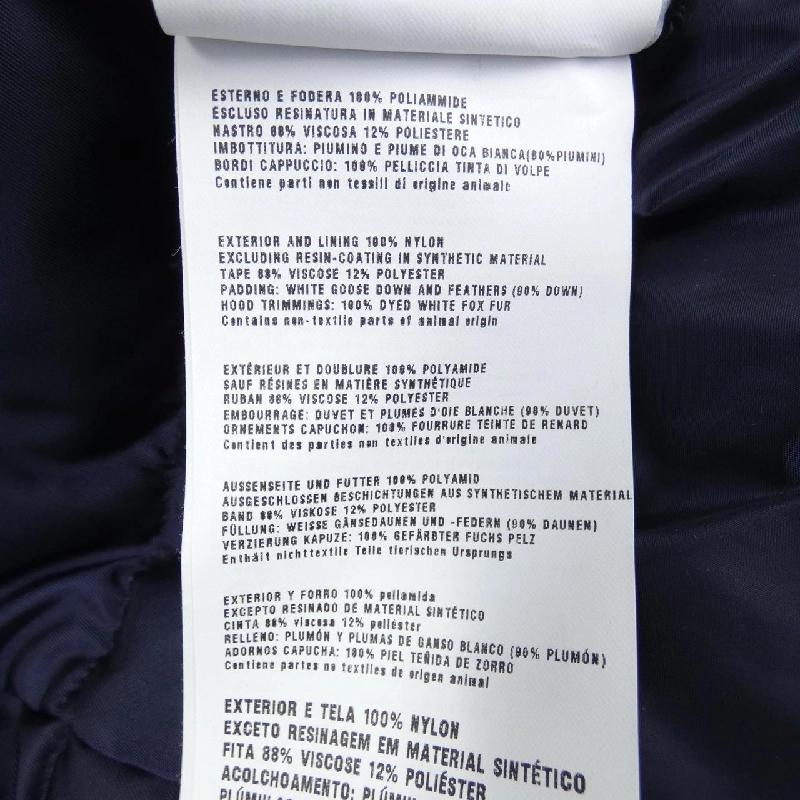 ESTERNO E FODERA 100% POLIAMMIDE
ESCLUSO RESINATURA IN MATERIALE SINTETICO
NASTRO 88% VISCOSA 12% POLIESTERE
IMBOTTITURA: PIUMINO E PIUME DI OCA BIANCA(90%PIUMINI)
BORDI CAPPUCCIO: 100% PELLICCIA TINTA DI VOLPE
Contiene parti non tessili di origine animale
EXTERIOR AND LINING 100% NYLON
EXCLUDING RESIN-COATING IN SYNTHETIC MATERIAL
TAPE 88% VISCOSE 12% POLYESTER
PADDING: WHITE GOOSE DOWN AND FEATHERS (90% DOWN)
HOOD TRIMMINGS: 100% DYED WHITE FOX FUR
Contains non-textile parts of animal origin
EXTÉRIEUR ET DOUBLURE 100% POLYAMIDE
SAUF RÉSINES EN MATIÈRE SYNTHÉTIQUE
RUBAN 88% VISCOSE 12% POLYESTER
EMBOURRAGE: DUVET ET PLUMES D'OIE BLANCHE (90% DUVET)
ORNEMENTS CAPUCHON: 100% FOURRURE TEINTE DE RENARD
Contient des parties non textiles d'origine animale
AUSSENSEITE UND FUTTER 100% POLYAMID
AUSGESCHLOSSEN BESCHICHTUNGEN AUS SYNTHETISCHEM MATERIAL
BAND 88% VISKOSE 12% POLYESTER
FÜLLUNG: WEISSE GÄNSEDAUNEN UND -FEDERN (90% DAUNEN)
VERZIERUNG KAPUZE: 100% GEFÄRBTER FUCHS PELZ
Enthält nichttextile Teile tierischen Ursprungs
EXTERIOR Y FORRO 100% poliamida
EXCEPTO RESINADO DE MATERIAL SINTÉTICO
CINTA 88% viscosa 12% poliéster
RELLENO: PLUMÓN Y PLUMAS DE GANSO BLANCO (90% PLUMÓN)
ADORNOS CAPUCHA: 100% PIEL TEÑIDA DE ZORRO
Contiene partes no textiles de origen animal
EXTERIOR E TELA 100% NYLON
EXCETO RESINAGEM EM MATERIAL SINTÉTICO
FITA 88% VISCOSE 12% POLIÉSTER
ACOLCHOAMENTO: PLÚMULAS